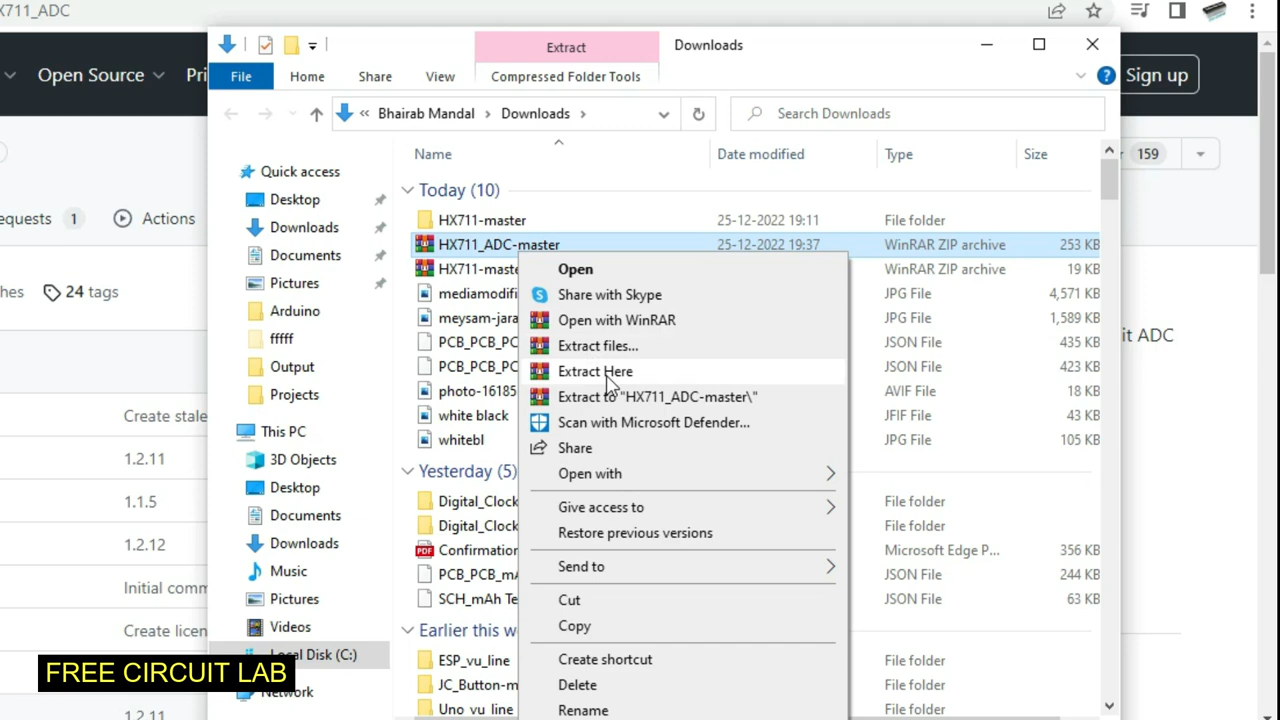 X711_ADC
Open Source
Pri
Sign up
159
equests 1
Actions
hes
24 tags
it ADC
Create stale
1.2.11
1.1.5
1.2.12
Initial comm
Create licen
1.2.11
Extract
Downloads
File
Home
Share
View
Compressed Folder Tools
« Bhairab Mandal > Downloads >
Search Downloads
Name
Date modified
Type
Size
Quick access
Desktop
Downloads
Documents
Pictures
Arduino
fffff
Output
Projects
This PC
3D Objects
Desktop
Documents
Downloads
Music
Pictures
Videos
Local Disk (C:)
Network
Today (10)
HX711-master 25-12-2022 19:11 File folder
HX711_ADC-master 25-12-2022 19:37 WinRAR ZIP archive 253 KB
HX711-maste WinRAR ZIP archive 19 KB
mediamodifi JPG File 4,571 KB
meysam-jara JPG File 1,589 KB
PCB_PCB_PC JSON File 435 KB
PCB_PCB_PC JSON File 426 KB
photo-16185 AVIF File 18 KB
white black JFIF File 43 KB
whitebl JPG File 105 KB
Yesterday (5)
Digital_Clock File folder
Digital_Clock File folder
Confirmation Microsoft Edge P... 356 KB
PCB_PCB_mA JSON File 244 KB
SCH_mAh Te JSON File 63 KB
Earlier this w
ESP_vu_line File folder
JC_Button-m File folder
Uno_vu_line File folder
Open
Share with Skype
Open with WinRAR
Extract files...
Extract Here
Extract to "HX711_ADC-master\"
Scan with Microsoft Defender...
Share
Open with
Give access to
Restore previous versions
Send to
Cut
Copy
Create shortcut
Delete
Rename
FREE CIRCUIT LAB